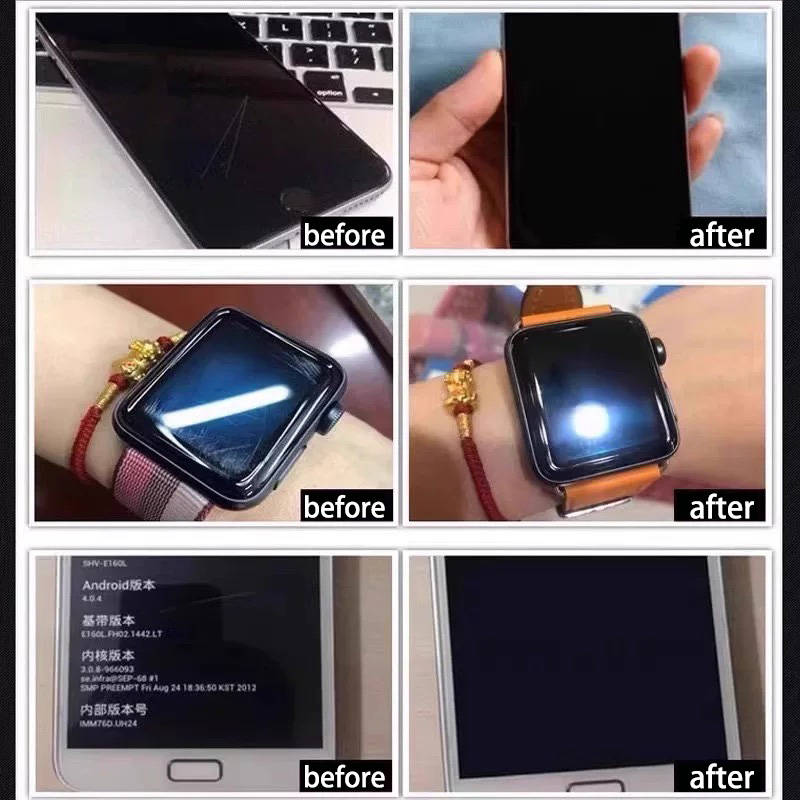 option
before
after
before
after
SHV-E160L
Android版本
4.0.4
基带版本
E160L.FH02.1442.LT
内核版本
3.0.8-966093
se.infra@SEP-68 #1
SMP PREEMPT Fri Aug 24 18:36:50 KST 2012
内部版本号
IMM76D.UH24
before
after